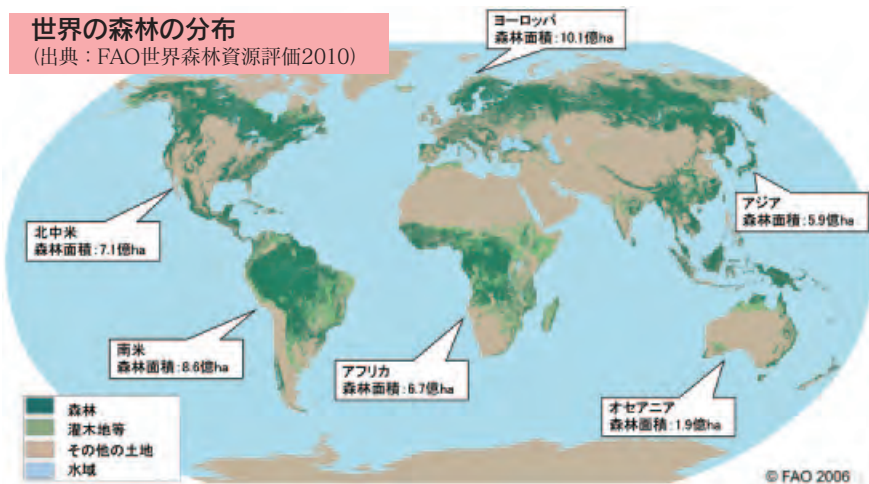 世界の森林の分布
(出典：FAO世界森林資源評価2010)
ヨーロッパ
森林面積:10.1億ha
アジア
森林面積:5.9億ha
北中米
森林面積:7.1億ha
南米
森林面積:8.6億ha
アフリカ
森林面積:6.7億ha
オセアニア
森林面積:1.9億ha
森林
灌木地等
その他の土地
水域
© FAO 2006